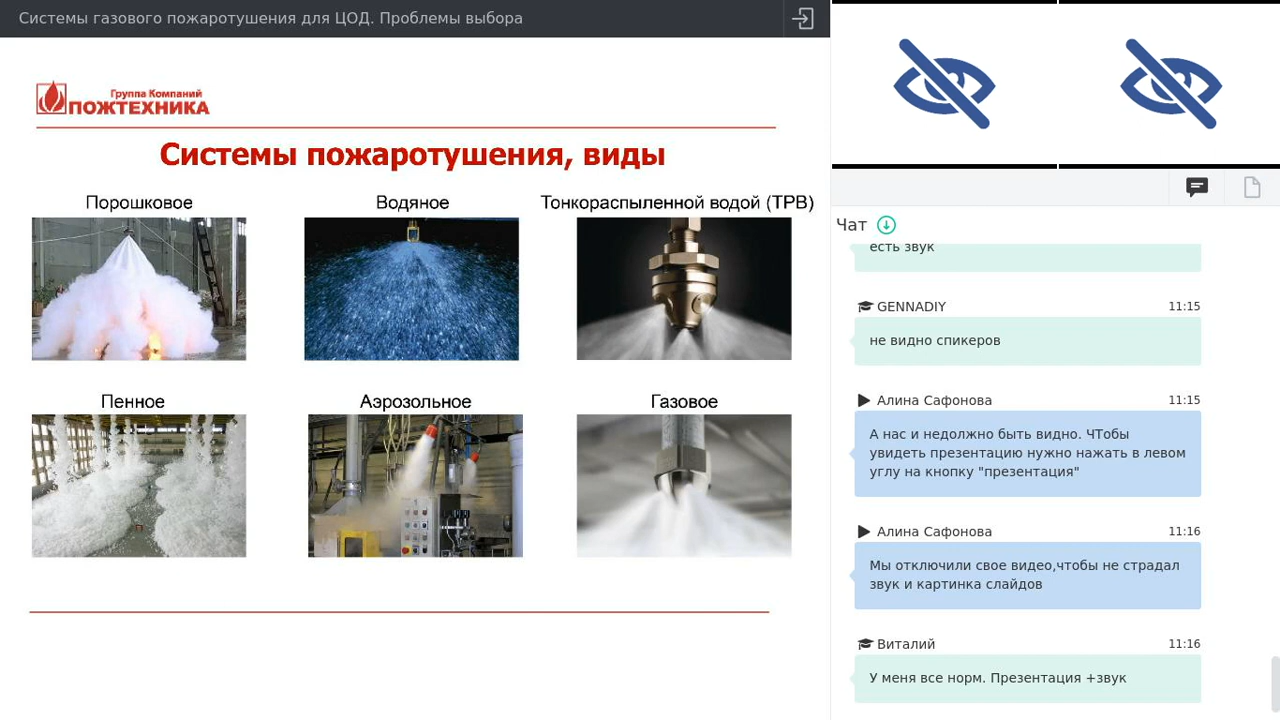 Системы газового пожаротушения для ЦОД. Проблемы выбора
Группа Компаний
ПОЖТЕХНИКА
Системы пожаротушения, виды
Порошковое
Водяное
Тонкораспыленной водой (ТРВ)
Пенное
Аэрозольное
Газовое
Чат
есть звук
GENNADIY 11:15
не видно спикеров
Алина Сафонова 11:15
А нас и недолжно быть видно. ЧТобы
увидеть презентацию нужно нажать в левом
углу на кнопку "презентация"
Алина Сафонова 11:16
Мы отключили свое видео,чтобы не страдал
звук и картинка слайдов
Виталий 11:16
У меня все норм. Презентация +звук